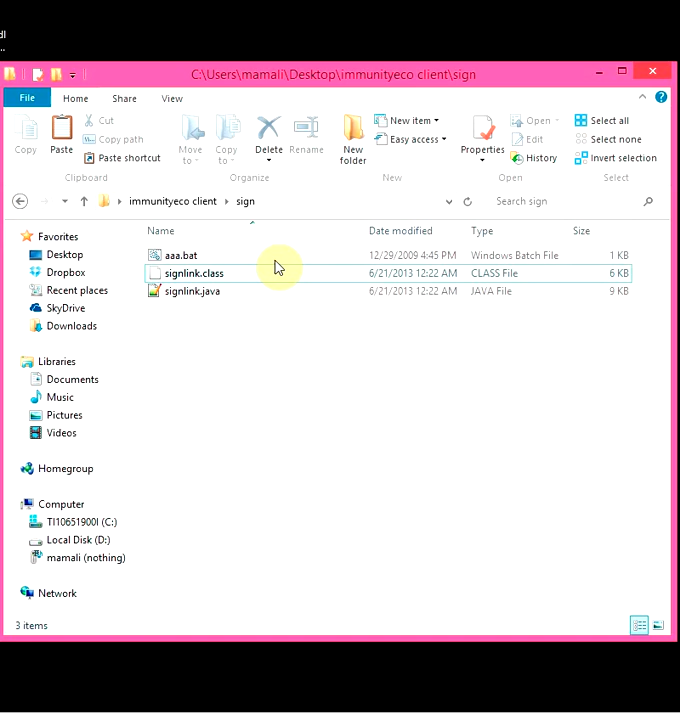 dl
..
C:\Users\mamali\Desktop\immunityeco client\sign
File Home Share View
Copy
Paste
Cut
Copy path
Paste shortcut
Clipboard
Move to
Copy to
Delete
Rename
Organize
New folder
New item
Easy access
New
Properties
Open
Edit
History
Open
Select all
Select none
Invert selection
Select
immunityeco client sign
Search sign
Name Date modified Type Size
aaa.bat 12/29/2009 4:45 PM Windows Batch File 1 KB
signlink.class 6/21/2013 12:22 AM CLASS File 6 KB
signlink.java 6/21/2013 12:22 AM JAVA File 9 KB
Favorites
Desktop
Dropbox
Recent places
SkyDrive
Downloads
Libraries
Documents
Music
Pictures
Videos
Homegroup
Computer
TI10651900I (C:)
Local Disk (D:)
mamali (nothing)
Network
3 items